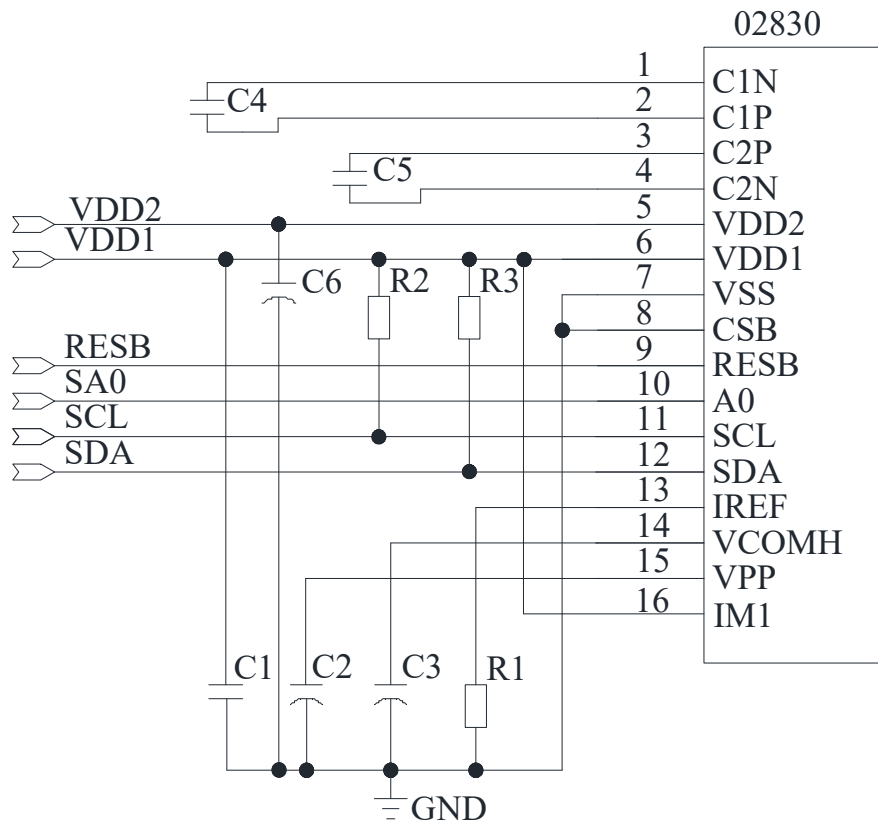 02830
1 C1N
C4
2 C1P
3 C2P
C5
4 C2N
VDD2 5 VDD2
VDD1 6 VDD1
C6 R2 R3 7 VSS
8 CSB
RESB 9 RESB
SA0 10 A0
SCL 11 SCL
SDA 12 SDA
13 IREF
14 VCOMH
15 VPP
16 IM1
C1 C2 C3 R1
GND